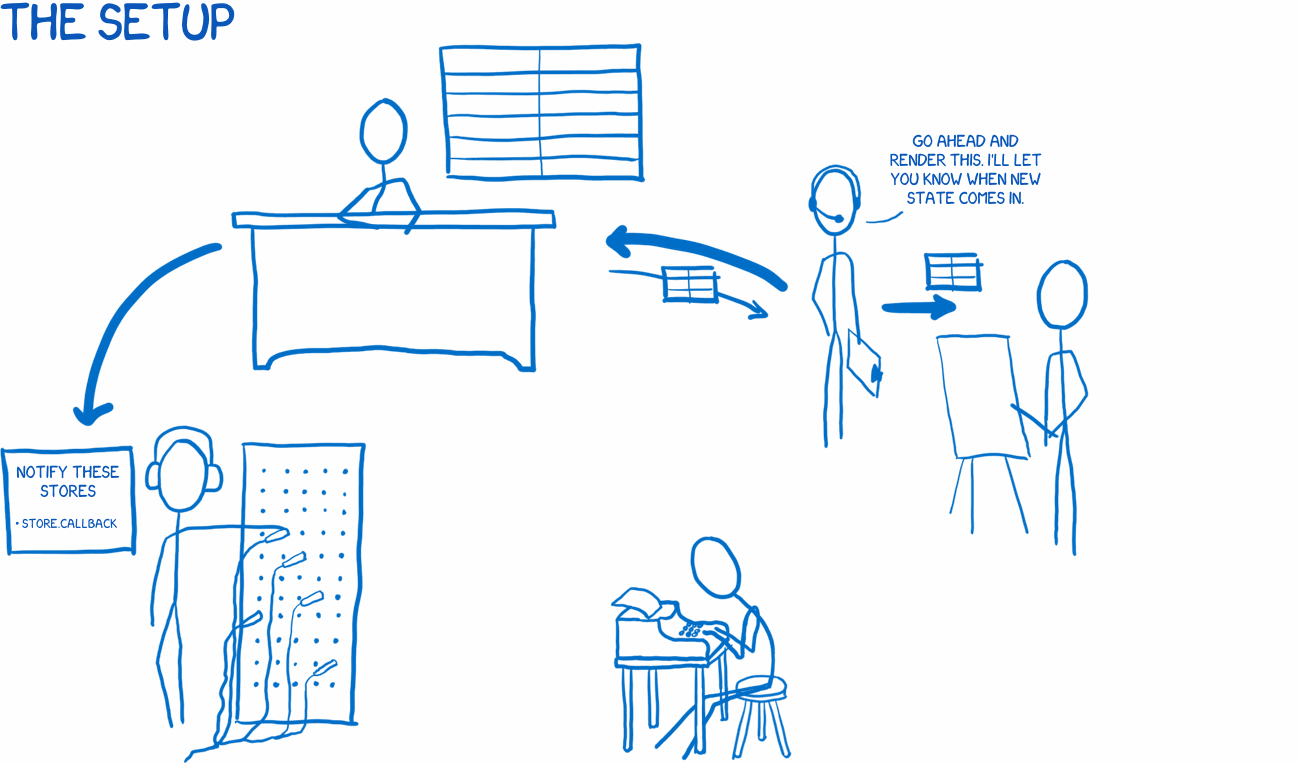 THE SETUP
GO AHEAD AND
RENDER THIS. I'LL LET
YOU KNOW WHEN NEW
STATE COMES IN.
NOTIFY THESE
STORES
• STORE.CALLBACK